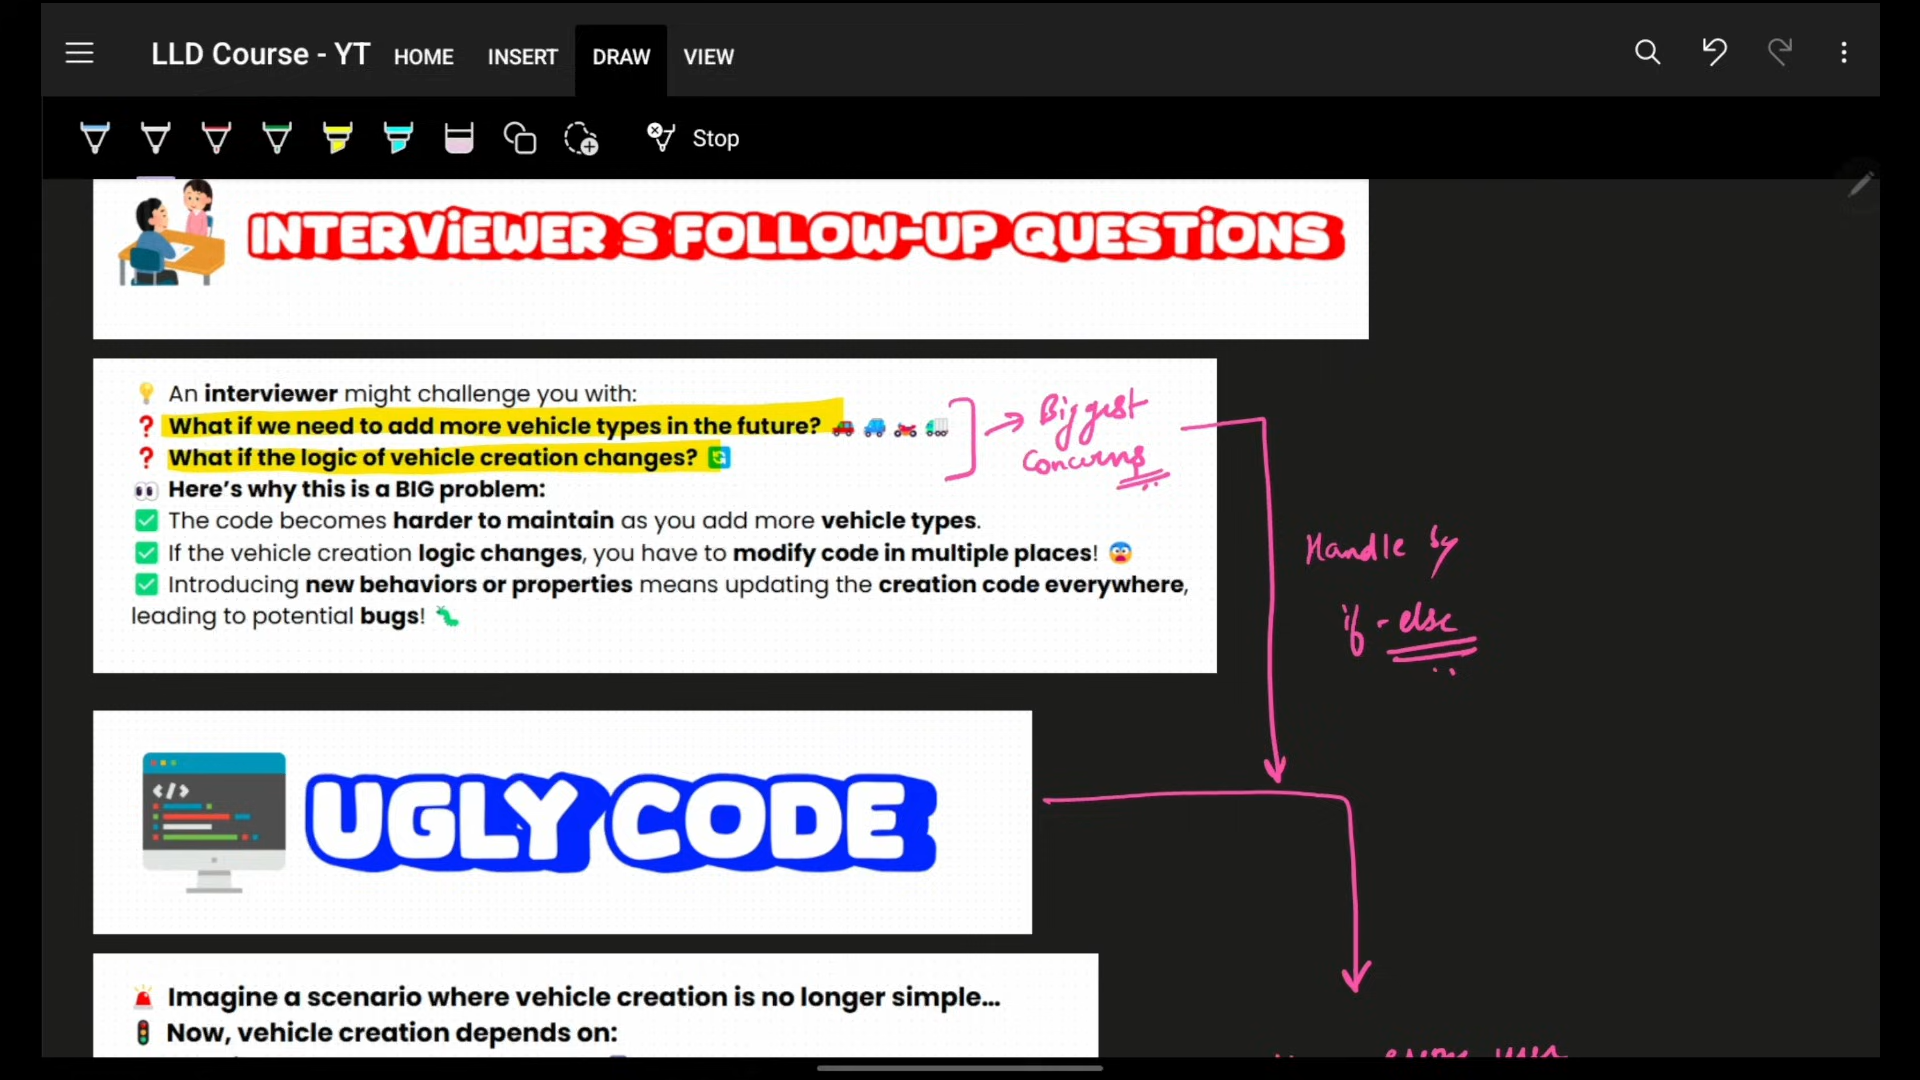 LLD Course - YT HOME INSERT DRAW VIEW
Stop
INTERVIEWER S FOLLOW-UP QUESTIONS
An interviewer might challenge you with:
What if we need to add more vehicle types in the future?
What if the logic of vehicle creation changes?
Here's why this is a BIG problem:
The code becomes harder to maintain as you add more vehicle types.
If the vehicle creation logic changes, you have to modify code in multiple places!
Introducing new behaviors or properties means updating the creation code everywhere,
leading to potential bugs!
Biggest
Concerns
Handle by
if - else
UGLY CODE
Imagine a scenario where vehicle creation is no longer simple...
Now, vehicle creation depends on: